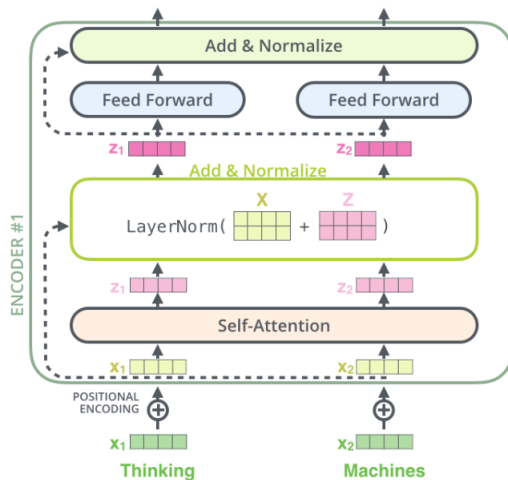 Add & Normalize
Feed Forward Feed Forward
z1 z2
Add & Normalize
X Z
LayerNorm( + )
z1 z2
Self-Attention
x1 x2
ENCODER #1
POSITIONAL
ENCODING
x1 x2
Thinking Machines